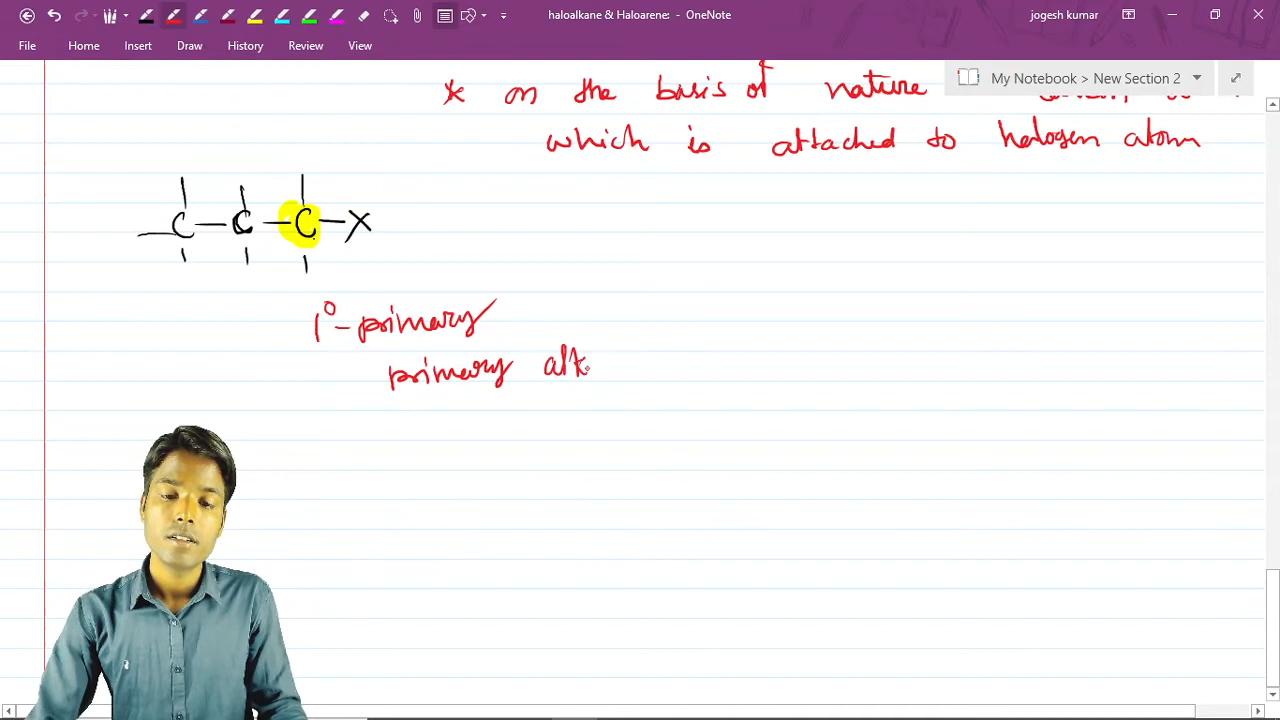 haloalkane & Haloarene: - OneNote
jogesh kumar
File Home Insert Draw History Review View
My Notebook > New Section 2
* on the basis of nature
which is attached to halogen atom
C — C — C — X
1° - primary
primary alk